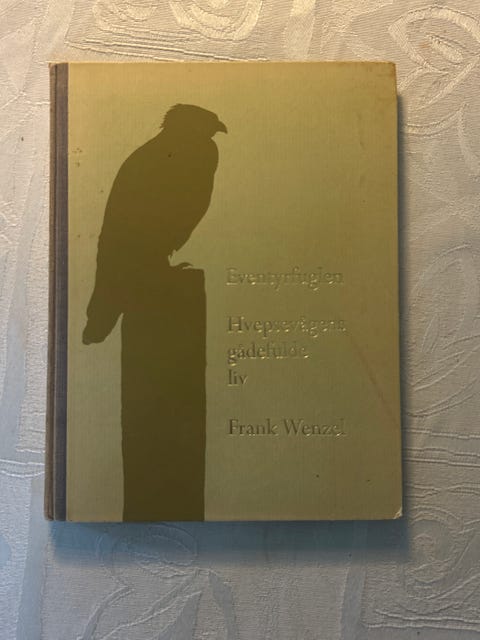 Eventyrfuglen
Hvepsevågens
gådefulde
liv
Frank Wenzel